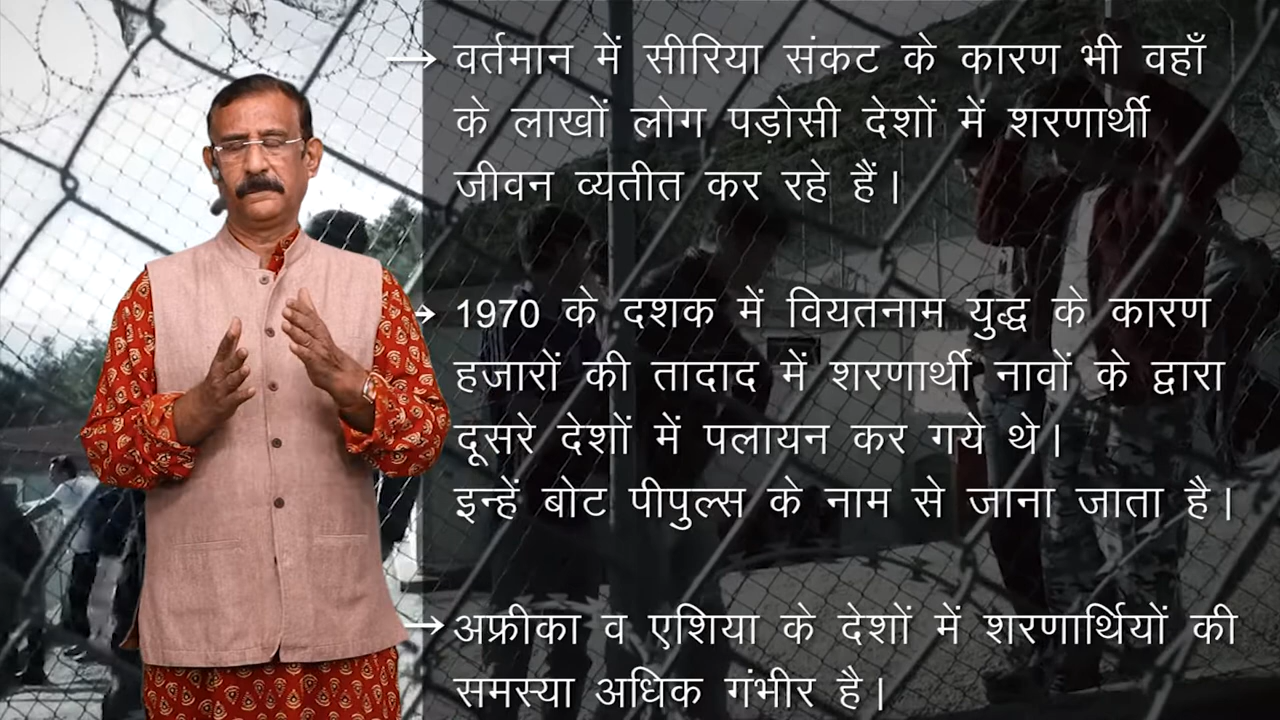 → वर्तमान में सीरिया संकट के कारण भी वहाँ
के लाखों लोग पड़ोसी देशों में शरणार्थी
जीवन व्यतीत कर रहे हैं।
→ 1970 के दशक में वियतनाम युद्ध के कारण
हजारों की तादाद में शरणार्थी नावों के द्वारा
दूसरे देशों में पलायन कर गये थे।
इन्हें बोट पीपुल्स के नाम से जाना जाता है।
→ अफ्रीका व एशिया के देशों में शरणार्थियों की
समस्या अधिक गंभीर है।